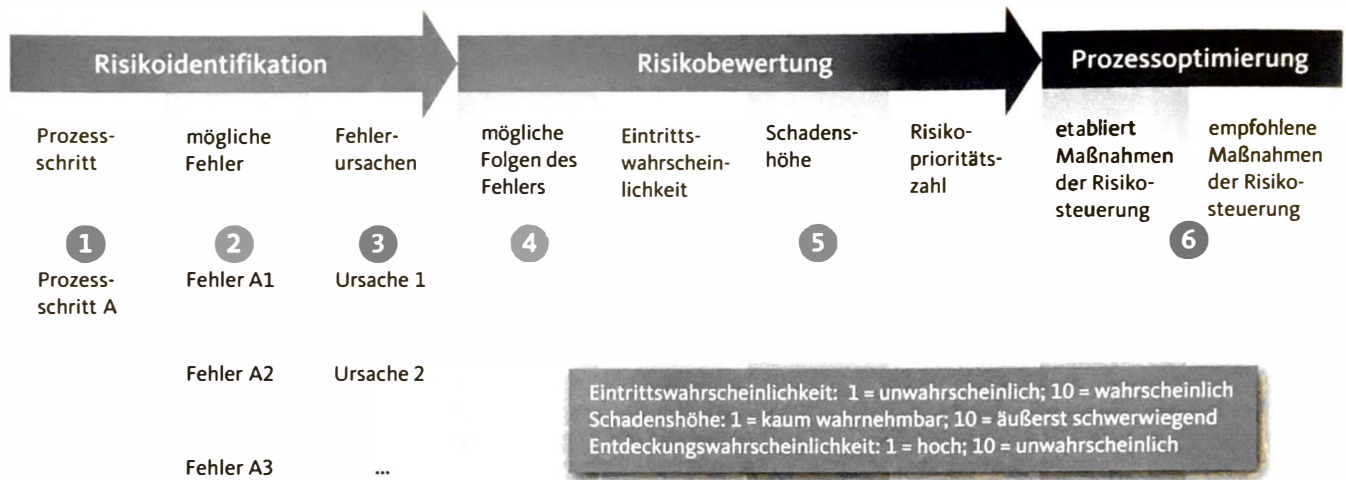 Risikoidentifikation
Risikobewertung
Prozessoptimierung
Prozess-
schritt
mögliche
Fehler
Fehler-
ursachen
mögliche
Folgen des
Fehlers
Eintritts-
wahrschein-
lichkeit
Schadens-
höhe
Risiko-
prioritäts-
zahl
etabliert
Maßnahmen
der Risiko-
steuerung
empfohlene
Maßnahmen
der Risiko-
steuerung
1
2
3
4
5
6
Prozess-
schritt A
Fehler A1
Ursache 1
Fehler A2
Ursache 2
Fehler A3
...
Eintrittswahrscheinlichkeit: 1 = unwahrscheinlich; 10 = wahrscheinlich
Schadenshöhe: 1 = kaum wahrnehmbar; 10 = äußerst schwerwiegend
Entdeckungswahrscheinlichkeit: 1 = hoch; 10 = unwahrscheinlich